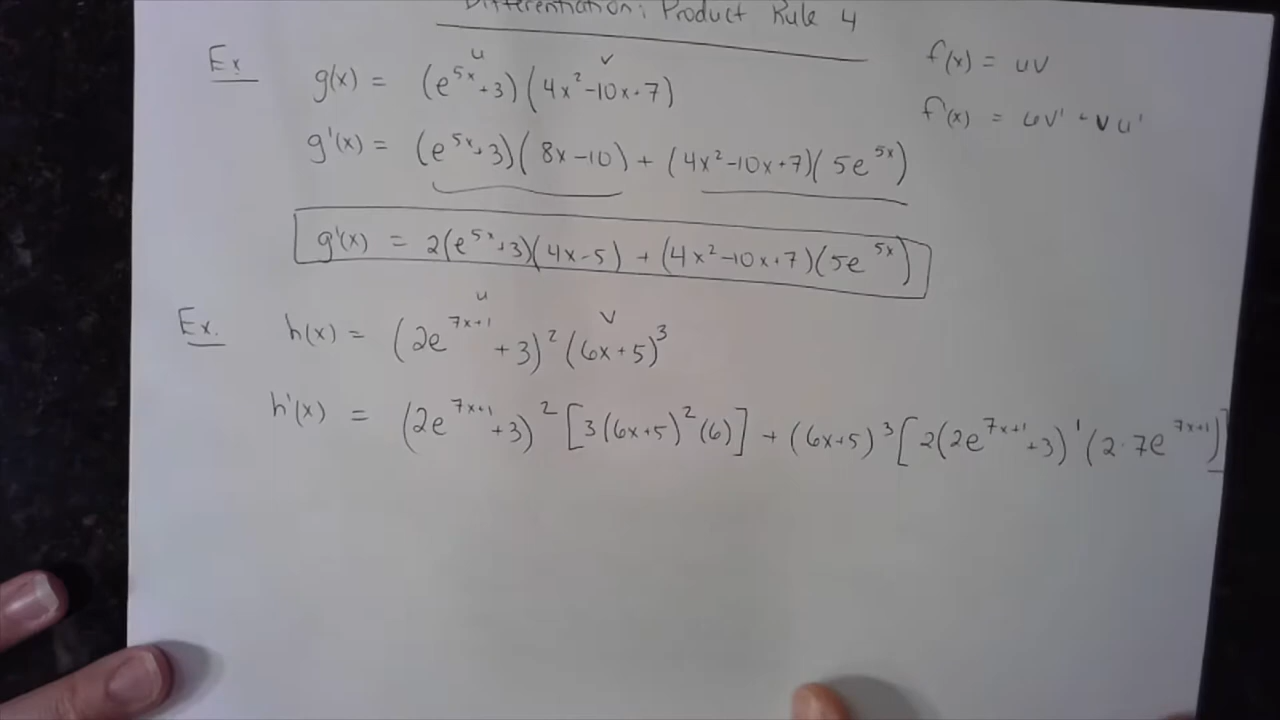 Differentiation: Product Rule 4
Ex
u v
g(x) = (e^5x +3)(4x²-10x+7)
f(x) = uv
f'(x) = uv' + vu'
g'(x) = (e^5x +3)(8x-10) + (4x²-10x+7)(5e^5x)
g'(x) = 2(e^5x +3)(4x-5) + (4x²-10x+7)(5e^5x)
u v
Ex. h(x) = (2e^7x+1 +3)²(6x+5)³
h'(x) = (2e^7x+1 +3)²[3(6x+5)²(6)] + (6x+5)³[2(2e^7x+1 +3)^1(2·7e^7x+1)]